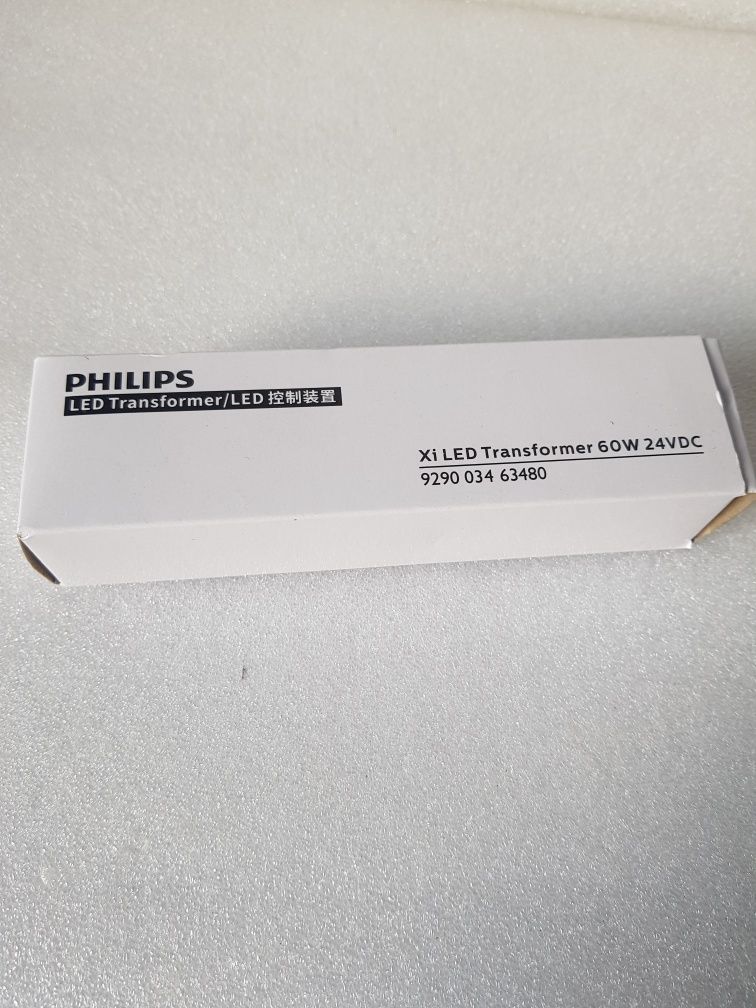 PHILIPS
LED Transformer/LED 控制装置
Xi LED Transformer 60W 24VDC
9290 034 63480